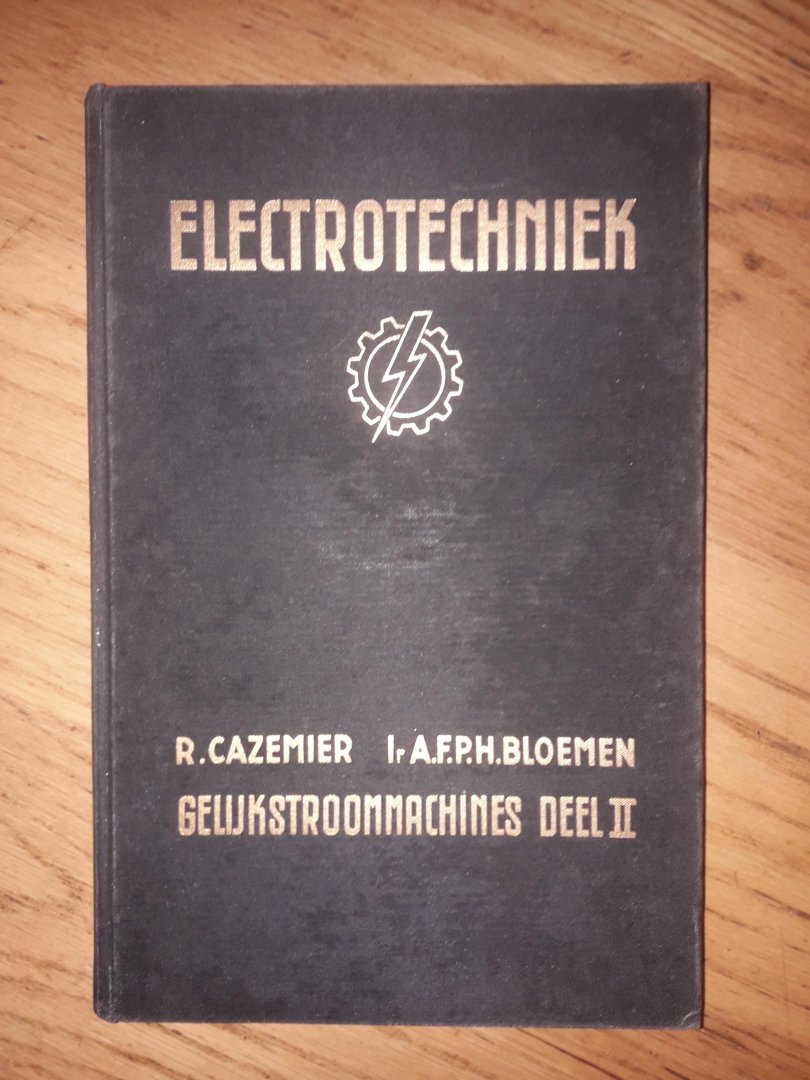 ELECTROTECHNIEK
R. CAZEMIER Ir A.F.P.H. BLOEMEN
GELIJKSTROOMMACHINES DEEL II